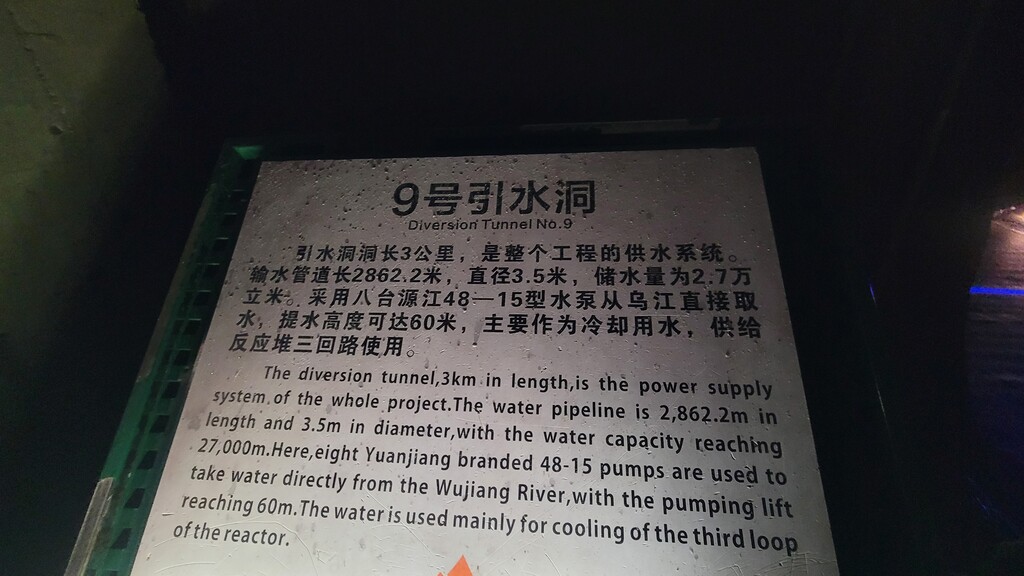 9号引水洞
Diversion Tunnel No.9
引水洞洞长3公里，是整个工程的供水系统。
输水管道长2862.2米，直径3.5米，储水量为2.7万
立米。采用八台源江48—15型水泵从乌江直接取
水，提水高度可达60米，主要作为冷却用水，供给
反应堆三回路使用。
The diversion tunnel,3km in length,is the power supply
system of the whole project.The water pipeline is 2,862.2m in
length and 3.5m in diameter,with the water capacity reaching
27,000m.Here,eight Yuanjiang branded 48-15 pumps are used to
take water directly from the Wujiang River,with the pumping lift
reaching 60m.The water is used mainly for cooling of the third loop
of the reactor.